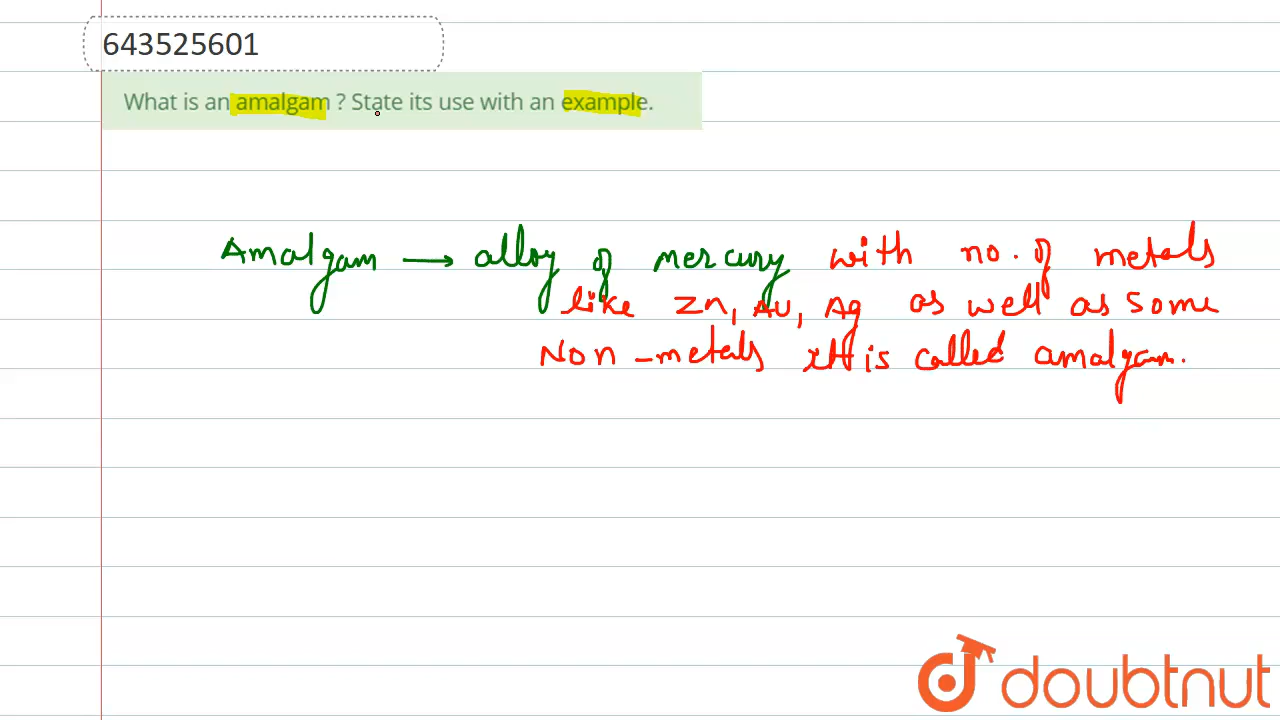 643525601
What is an amalgam ? State its use with an example.
Amalgam → alloy of mercury with no. of metals
like Zn, Au, Ag as well as some
Non-metals is called amalgam.
doubtnut